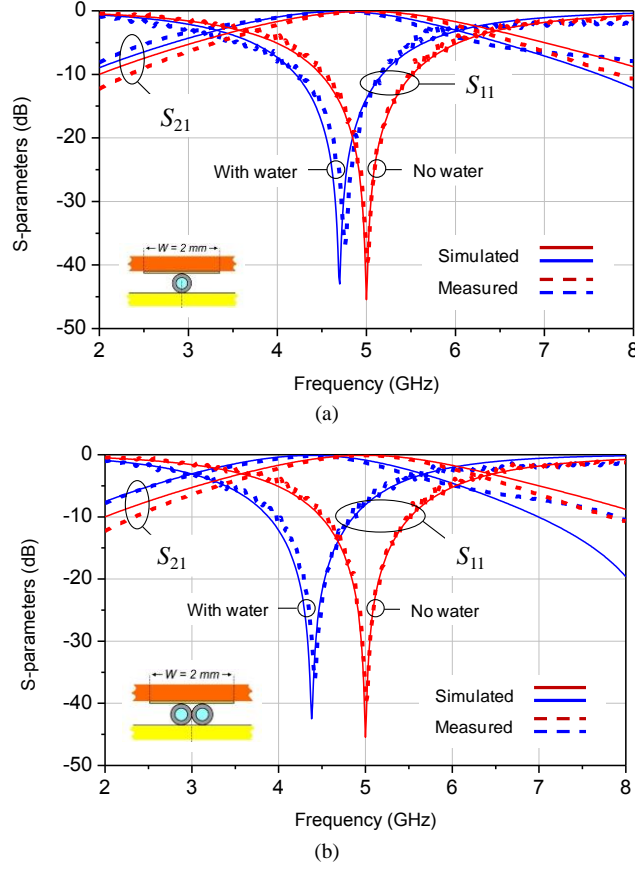 0
-10
-20
-30
-40
-50
S-parameters (dB)
S21
S11
With water
No water
W = 2 mm
Simulated
Measured
2 3 4 5 6 7 8
Frequency (GHz)
(a)
0
-10
-20
-30
-40
-50
S-parameters (dB)
S21
S11
With water
No water
W = 2 mm
Simulated
Measured
2 3 4 5 6 7 8
Frequency (GHz)
(b)